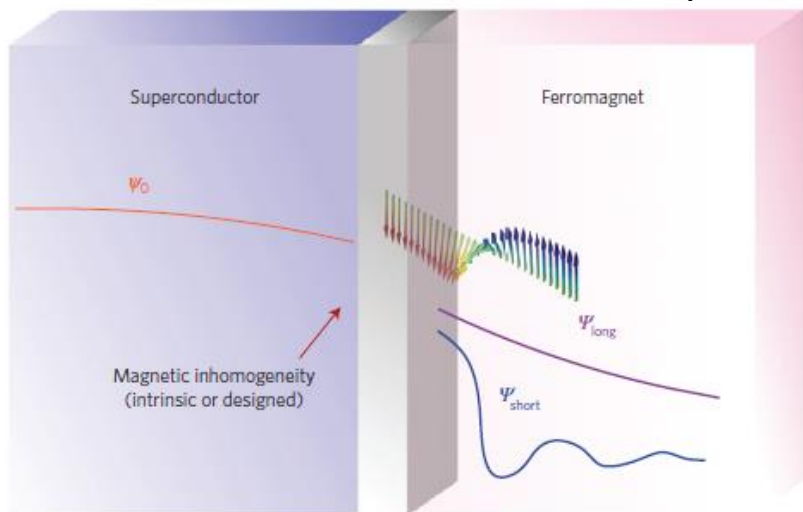 Superconductor
Ferromagnet
ψ₀
Ψlong
Magnetic inhomogeneity
(intrinsic or designed)
Ψshort